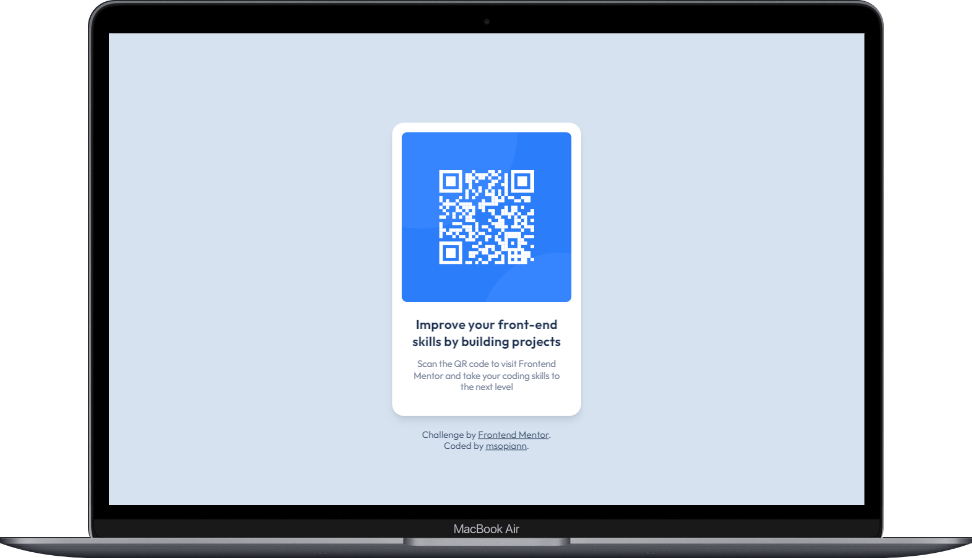 Improve your front-end
skills by building projects
Scan the QR code to visit Frontend
Mentor and take your coding skills to
the next level
Challenge by Frontend Mentor.
Coded by msopiann.
MacBook Air